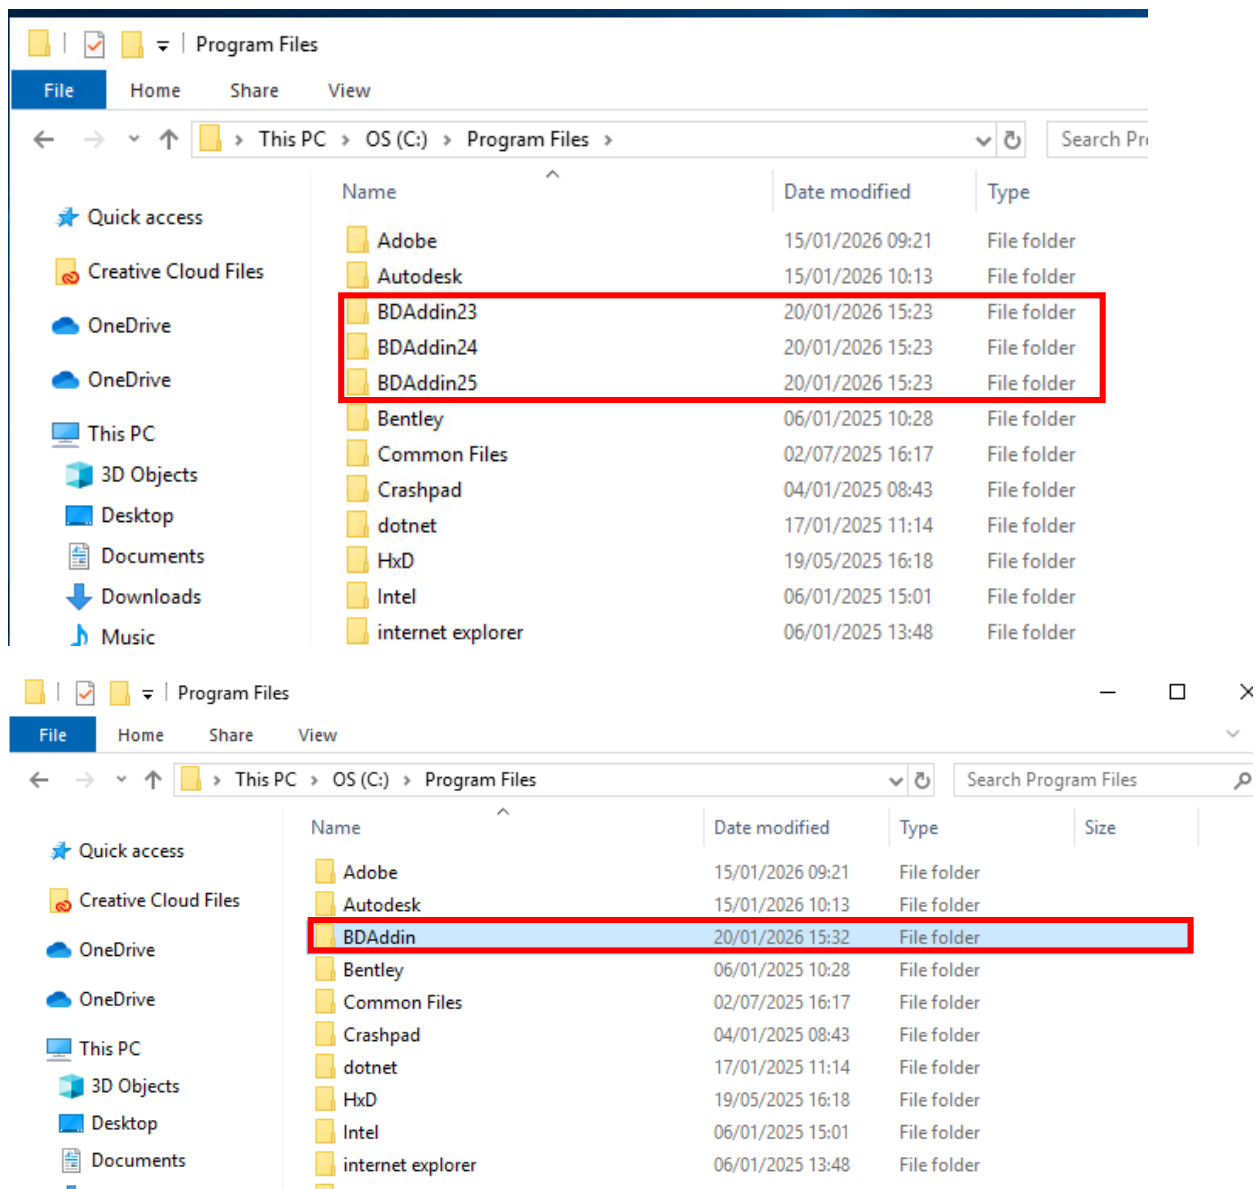 Program Files
File Home Share View
This PC OS (C:) Program Files Search Pr
Name Date modified Type
Quick access
Creative Cloud Files
OneDrive
OneDrive
This PC
3D Objects
Desktop
Documents
Downloads
Music
Adobe 15/01/2026 09:21 File folder
Autodesk 15/01/2026 10:13 File folder
BDAddin23 20/01/2026 15:23 File folder
BDAddin24 20/01/2026 15:23 File folder
BDAddin25 20/01/2026 15:23 File folder
Bentley 06/01/2025 10:28 File folder
Common Files 02/07/2025 16:17 File folder
Crashpad 04/01/2025 08:43 File folder
dotnet 17/01/2025 11:14 File folder
HxD 19/05/2025 16:18 File folder
Intel 06/01/2025 15:01 File folder
internet explorer 06/01/2025 13:48 File folder
Program Files
File Home Share View
This PC OS (C:) Program Files Search Program Files
Name Date modified Type Size
Quick access
Creative Cloud Files
OneDrive
OneDrive
This PC
3D Objects
Desktop
Documents
Adobe 15/01/2026 09:21 File folder
Autodesk 15/01/2026 10:13 File folder
BDAddin 20/01/2026 15:32 File folder
Bentley 06/01/2025 10:28 File folder
Common Files 02/07/2025 16:17 File folder
Crashpad 04/01/2025 08:43 File folder
dotnet 17/01/2025 11:14 File folder
HxD 19/05/2025 16:18 File folder
Intel 06/01/2025 15:01 File folder
internet explorer 06/01/2025 13:48 File folder